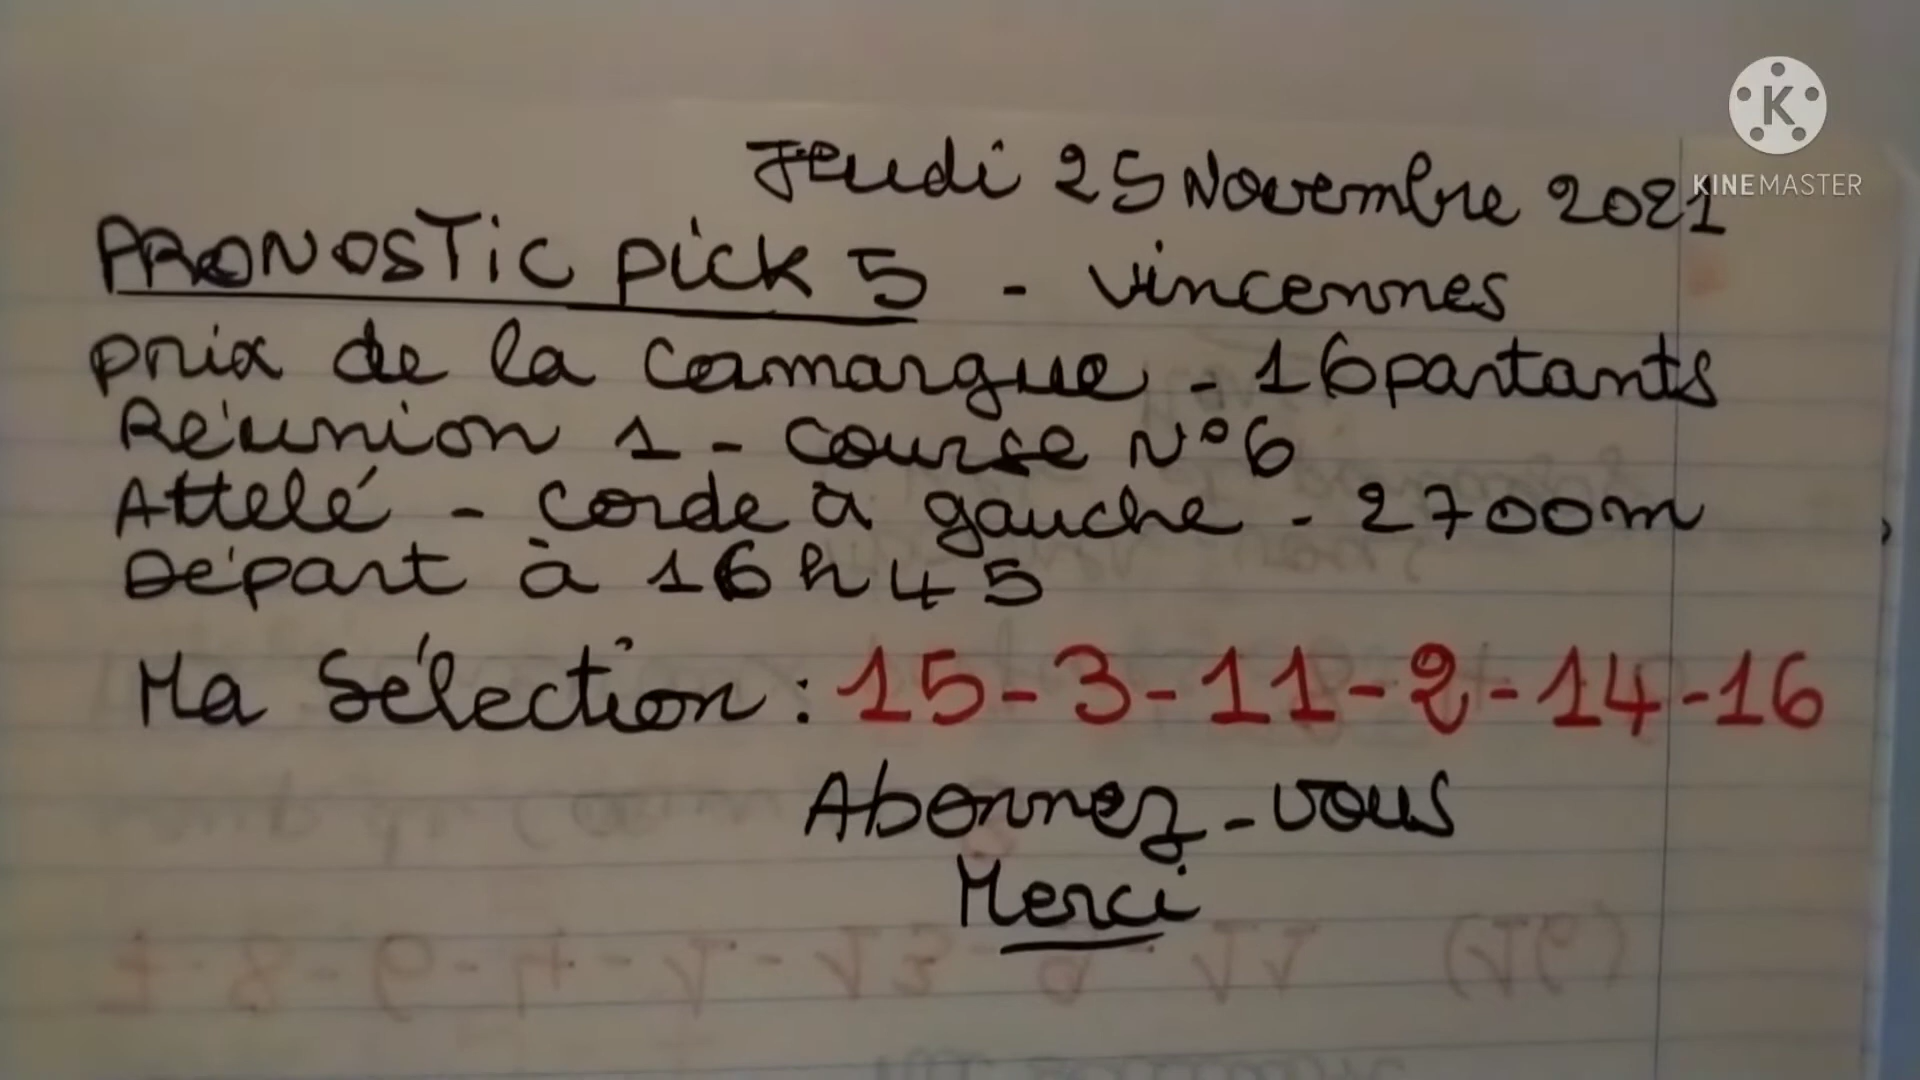 Jeudi 25 Novembre 2021
KINEMASTER
PRONOSTIC PICK 5 - Vincennes
prix de la Camargue - 16 partants
Réunion 1 - Course N°6
Attelé - Corde à gauche - 2700m
Départ à 16h45
Ma Sélection : 15-3-11-2-14-16
Abonnez-vous
Merci